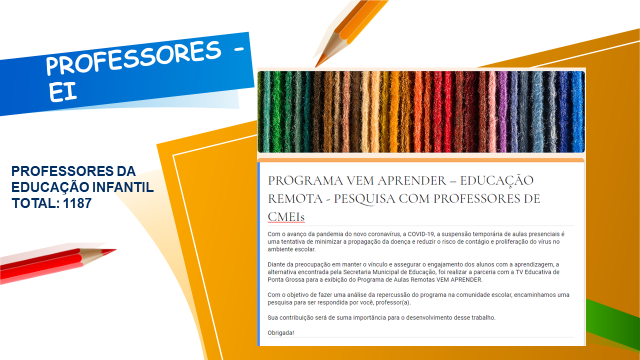 PROFESSORES -
EI
PROFESSORES DA
EDUCAÇÃO INFANTIL
TOTAL: 1187
PROGRAMA VEM APRENDER – EDUCAÇÃO
REMOTA - PESQUISA COM PROFESSORES DE
CMEIs
Com o avanço da pandemia do novo coronavírus, a COVID-19, a suspensão temporária de aulas presenciais é
uma tentativa de minimizar a propagação da doença e reduzir o risco de contágio e proliferação do vírus no
ambiente escolar.
Diante da preocupação em manter o vínculo e assegurar o engajamento dos alunos com a aprendizagem, a
alternativa encontrada pela Secretaria Municipal de Educação, foi realizar a parceria com a TV Educativa de
Ponta Grossa para a exibição do Programa de Aulas Remotas VEM APRENDER.
Com o objetivo de fazer uma análise da repercussão do programa na comunidade escolar, encaminhamos uma
pesquisa para ser respondida por você, professor(a).
Sua contribuição será de suma importância para o desenvolvimento desse trabalho.
Obrigada!